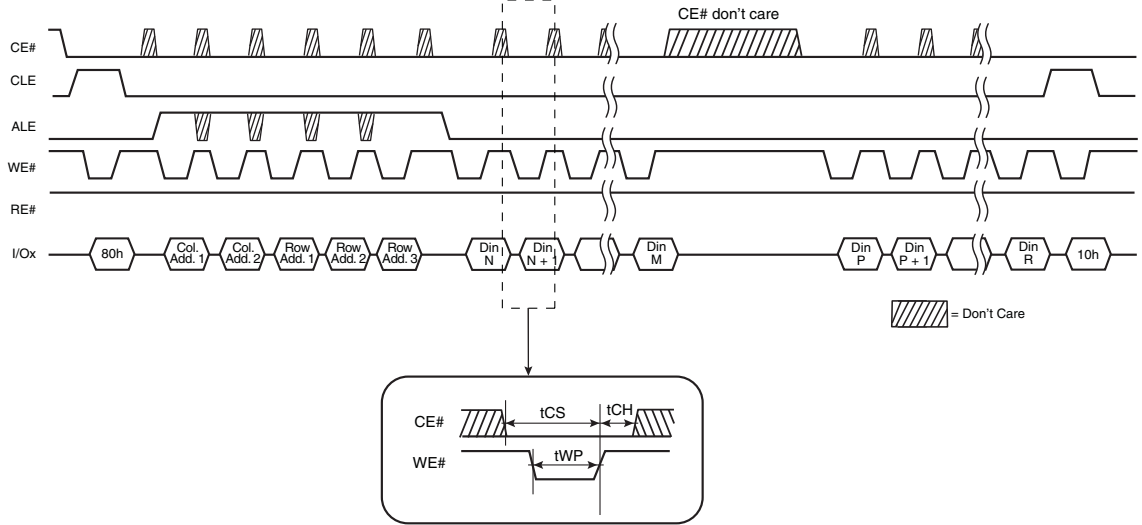 CE# don't care
CE#
CLE
ALE
WE#
RE#
I/Ox
80h
Col.
Add. 1
Col.
Add. 2
Row
Add. 1
Row
Add. 2
Row
Add. 3
Din
N
Din
N + 1
Din
M
Din
P
Din
P + 1
Din
R
10h
= Don't Care
CE#
tCS
tCH
WE#
tWP